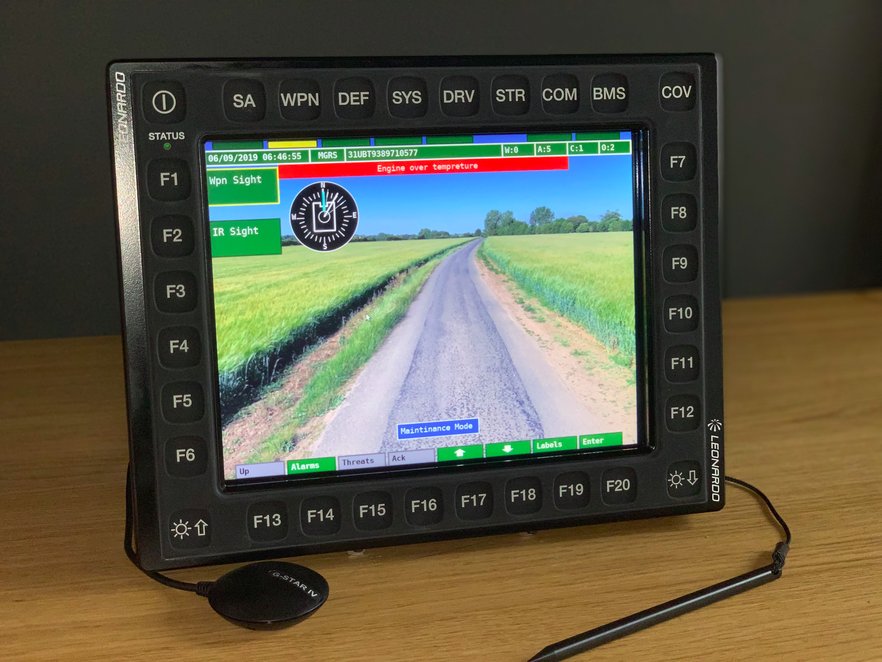 LEONARDO
SA WPN DEF SYS DRV STR COM BMS COV
STATUS
06/09/2019 06:46:55 MGRS 31UBT9389710577 W:0 A:5 C:1 O:2
Engine over tempreture
F1 Wpn Sight
F2 IR Sight
N
W E
S
F3
F4
F5
F6
F7
F8
F9
F10
F11
F12
LEONARDO
Maintinance Mode
Up Alarms Threats Ack Labels Enter
F13 F14 F15 F16 F17 F18 F19 F20
G-STAR IV